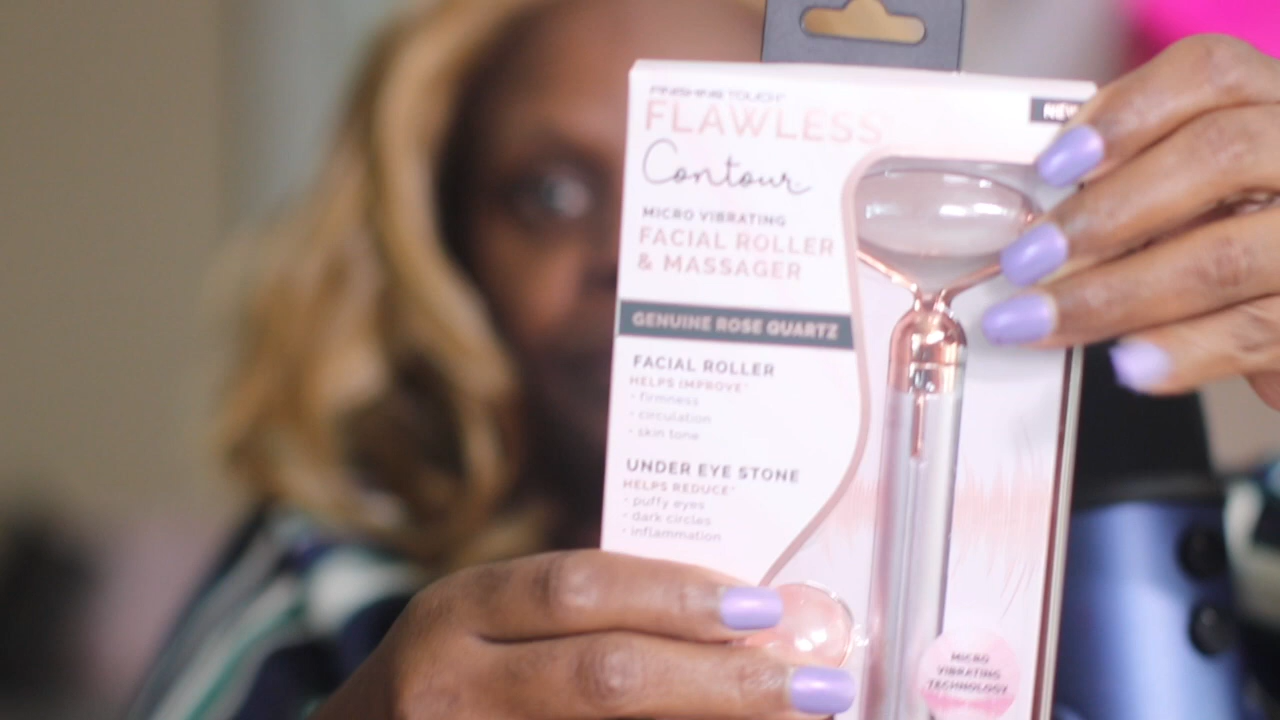 FINISHING TOUCH
FLAWLESS
NEW
Contour
MICRO VIBRATING
FACIAL ROLLER
& MASSAGER
GENUINE ROSE QUARTZ
FACIAL ROLLER
HELPS IMPROVE*
• firmness
• circulation
• skin tone
UNDER EYE STONE
HELPS REDUCE*
• puffy eyes
• dark circles
• inflammation
MICRO
VIBRATING
TECHNOLOGY